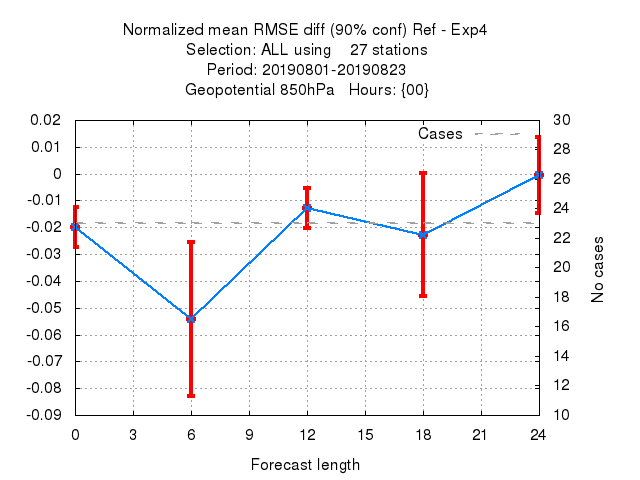 Normalized mean RMSE diff (90% conf) Ref - Exp4
Selection: ALL using    27 stations
Period: 20190801-20190823
Geopotential 850hPa   Hours: {00}
Cases
0.02
0.01
0
-0.01
-0.02
-0.03
-0.04
-0.05
-0.06
-0.07
-0.08
-0.09
30
28
26
24
22
20
18
16
14
12
10
No cases
0 3 6 9 12 15 18 21 24
Forecast length